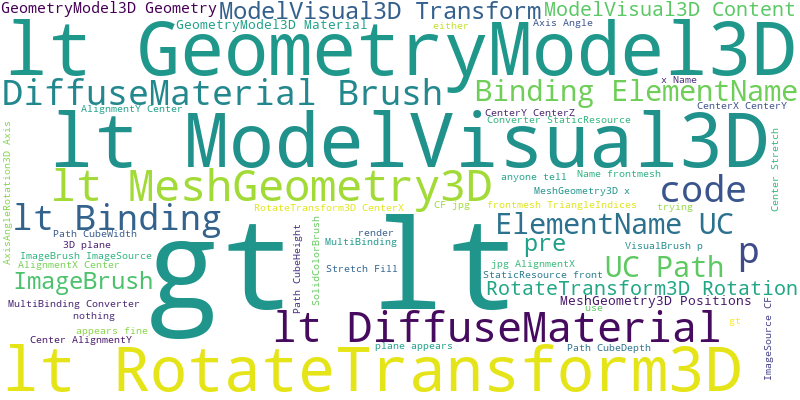 GeometryModel3D Geometry
ModelVisual3D Transform
ModelVisual3D Content
GeometryModel3D Material
either
Axis Angle
lt GeometryModel3D
x Name
DiffuseMaterial Brush
Binding ElementName
AlignmentY Center
CenterX CenterY
CenterY CenterZ
Converter StaticResource
lt ModelVisual3D
AxisAngleRotation3D Axis
Center Stretch
lt MeshGeometry3D
anyone tell
Name frontmesh
MeshGeometry3D x
code
RotateTransform3D CenterX
CF jpg
frontmesh TriangleIndices
trying
lt Binding
ElementName UC
Path CubeWidth
3D plane
render
MultiBinding
gt lt
pre
VisualBrush p
p
ImageBrush ImageSource
AlignmentX Center
Path CubeHeight
SolidColorBrush
Stretch Fill
jpg AlignmentX
UC Path
StaticResource front
ImageBrush
RotateTransform3D Rotation
MultiBinding Converter
nothing
MeshGeometry3D Positions
use
ImageSource CF
appears fine
lt DiffuseMaterial
gt
Center AlignmentY
plane appears
Path CubeDepth
lt RotateTransform3D